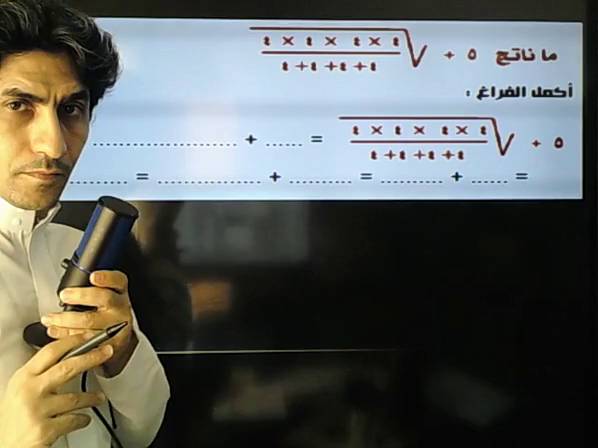 ما ناتج ٥ + √(٤ × ٤ × ٤ × ٤ / ٤+٤+٤+٤)
أكمل الفراغ :
٥ + √(٤ × ٤ × ٤ × ٤ / ٤+٤+٤+٤) = ...... + ........................
= ...... + .......... = .......... + .................. = ..........